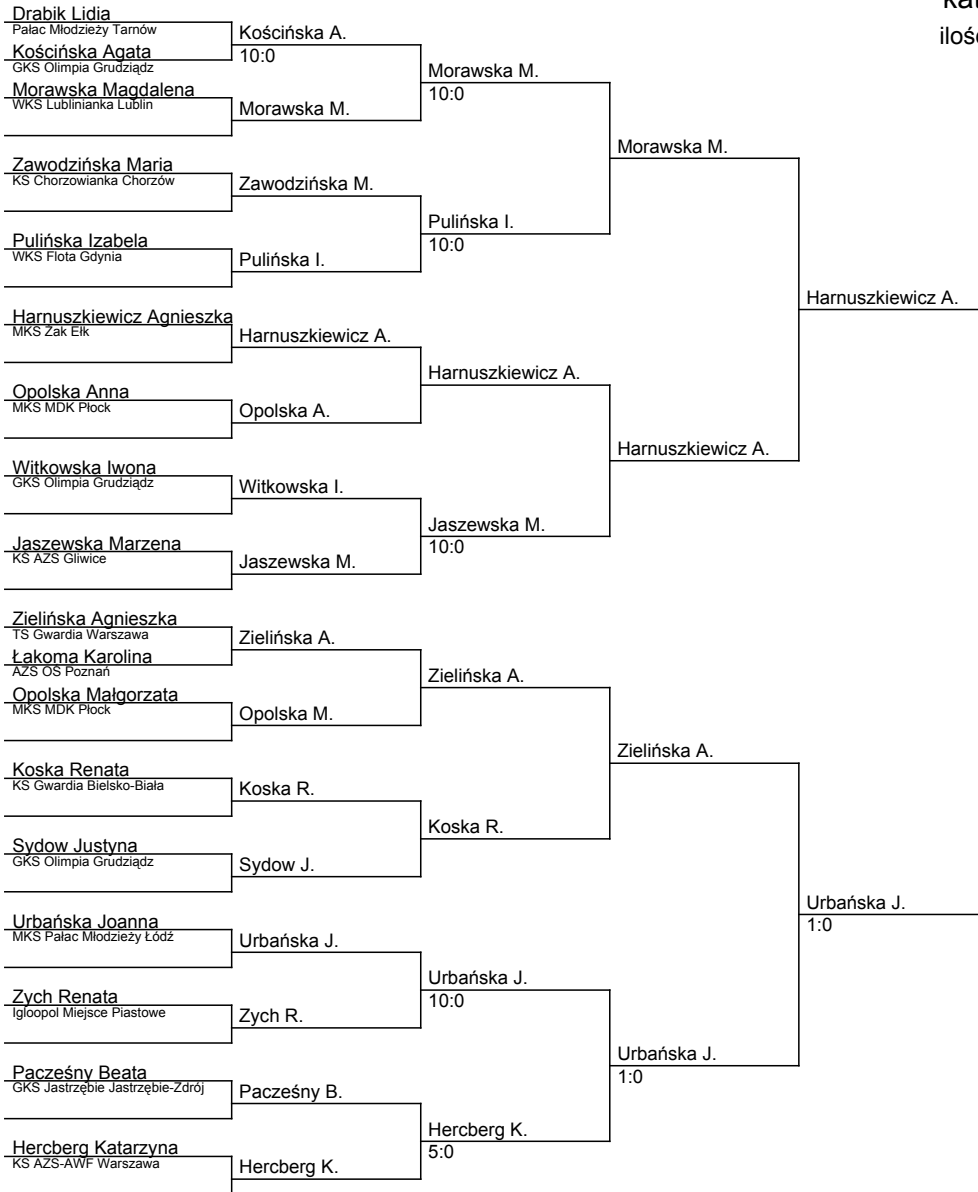 Drabik Lidia
Pałac Młodzieży Tarnów
Kościńska Agata
GKS Olimpia Grudziądz
Morawska Magdalena
WKS Lublinianka Lublin
Zawodzińska Maria
KS Chorzowianka Chorzów
Pulińska Izabela
WKS Flota Gdynia
Harnuszkiewicz Agnieszka
MKS Żak Ełk
Opolska Anna
MKS MDK Płock
Witkowska Iwona
GKS Olimpia Grudziądz
Jaszewska Marzena
KS AZS Gliwice
Zielińska Agnieszka
TS Gwardia Warszawa
Łakoma Karolina
AZS OŚ Poznań
Opolska Małgorzata
MKS MDK Płock
Koska Renata
KS Gwardia Bielsko-Biała
Sydow Justyna
GKS Olimpia Grudziądz
Urbańska Joanna
MKS Pałac Młodzieży Łódź
Zych Renata
Igloopol Miejsce Piastowe
Pacześny Beata
GKS Jastrzębie Jastrzębie-Zdrój
Hercberg Katarzyna
KS AZS-AWF Warszawa
Kościńska A.
10:0
Morawska M.
Zawodzińska M.
Pulińska I.
Harnuszkiewicz A.
Opolska A.
Witkowska I.
Jaszewska M.
Zielińska A.
Opolska M.
Koska R.
Sydow J.
Urbańska J.
Zych R.
Pacześny B.
Hercberg K.
Morawska M.
10:0
Pulińska I.
10:0
Harnuszkiewicz A.
Jaszewska M.
10:0
Zielińska A.
Koska R.
Urbańska J.
10:0
Hercberg K.
5:0
Morawska M.
Harnuszkiewicz A.
Zielińska A.
Urbańska J.
1:0
Harnuszkiewicz A.
Urbańska J.
1:0